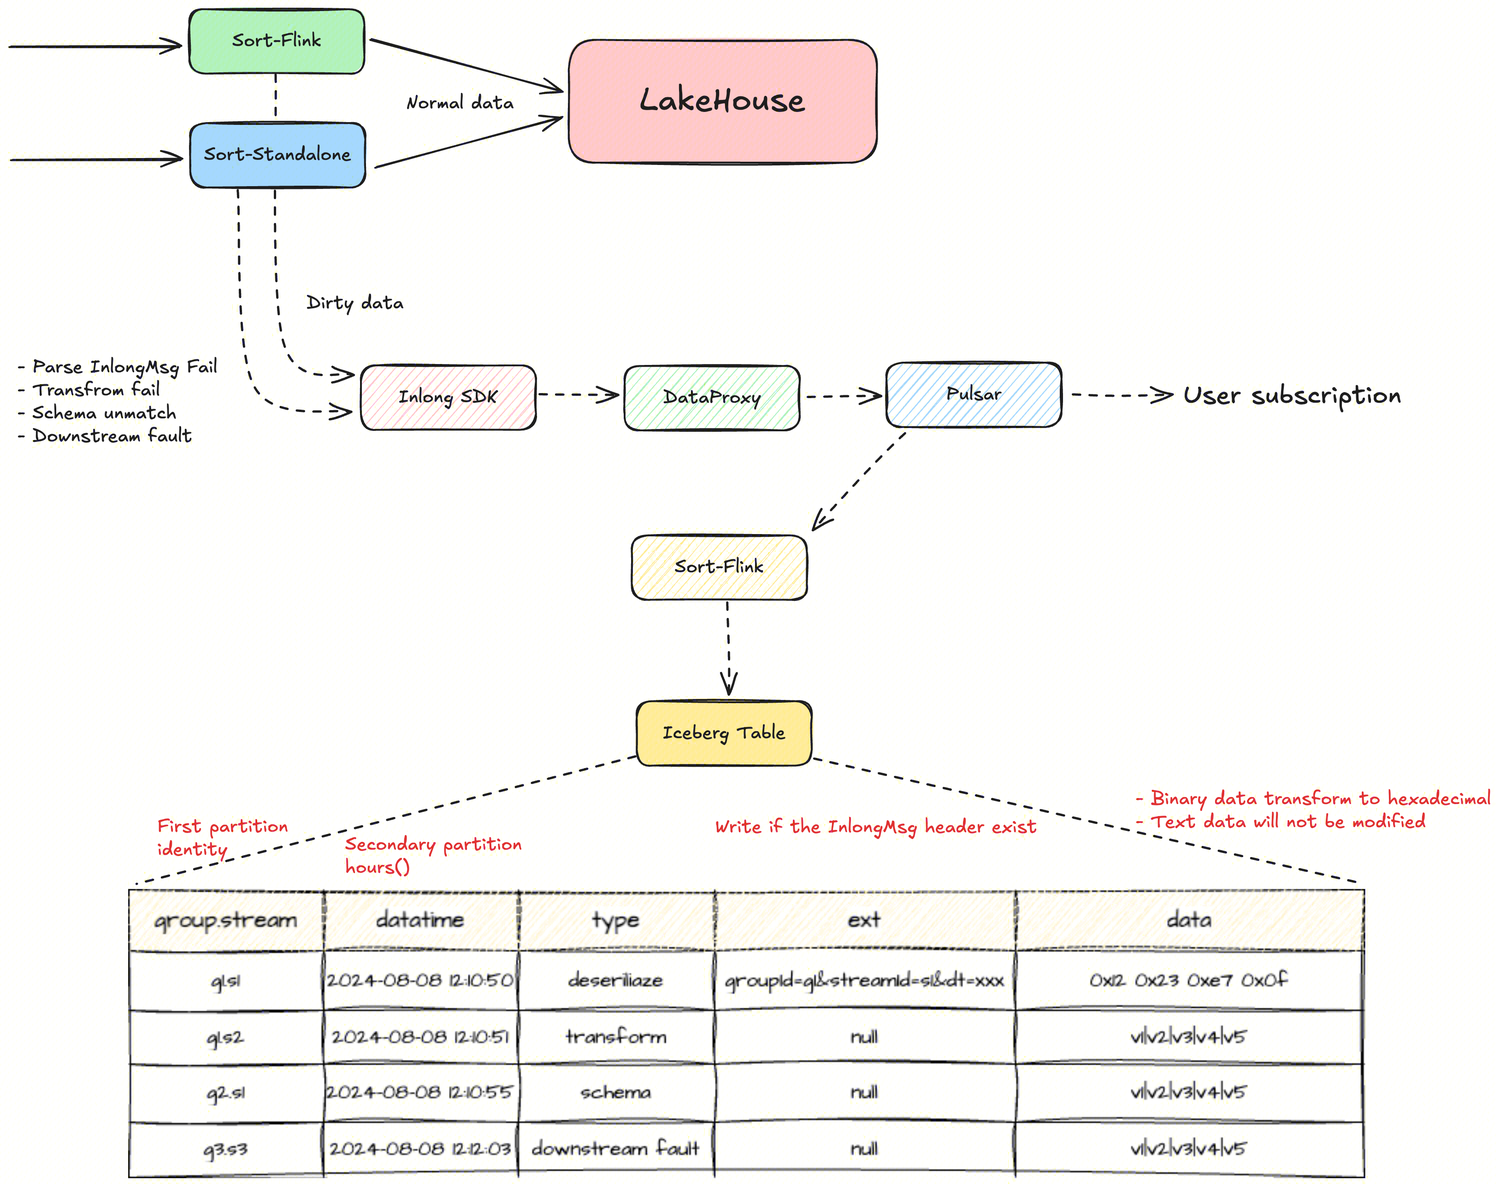 Sort-Flink
Normal data
LakeHouse
Sort-Standalone
Dirty data
- Parse InlongMsg Fail
- Transfrom fail
- Schema unmatch
- Downstream fault
Inlong SDK
DataProxy
Pulsar
User subscription
Sort-Flink
Iceberg Table
First partition
identity
Secondary partition
hours()
Write if the InlongMsg header exist
- Binary data transform to hexadecimal
- Text data will not be modified
group.stream datatime type ext data
g1.s1 2024-08-08 12:10:50 deseriliaze groupId=g1&streamId=s1&dt=xxx 0x12 0x23 0xe7 0x0f
g1.s2 2024-08-08 12:10:51 transform null v1|v2|v3|v4|v5
g2.s1 2024-08-08 12:10:55 schema null v1|v2|v3|v4|v5
g3.s3 2024-08-08 12:12:03 downstream fault null v1|v2|v3|v4|v5